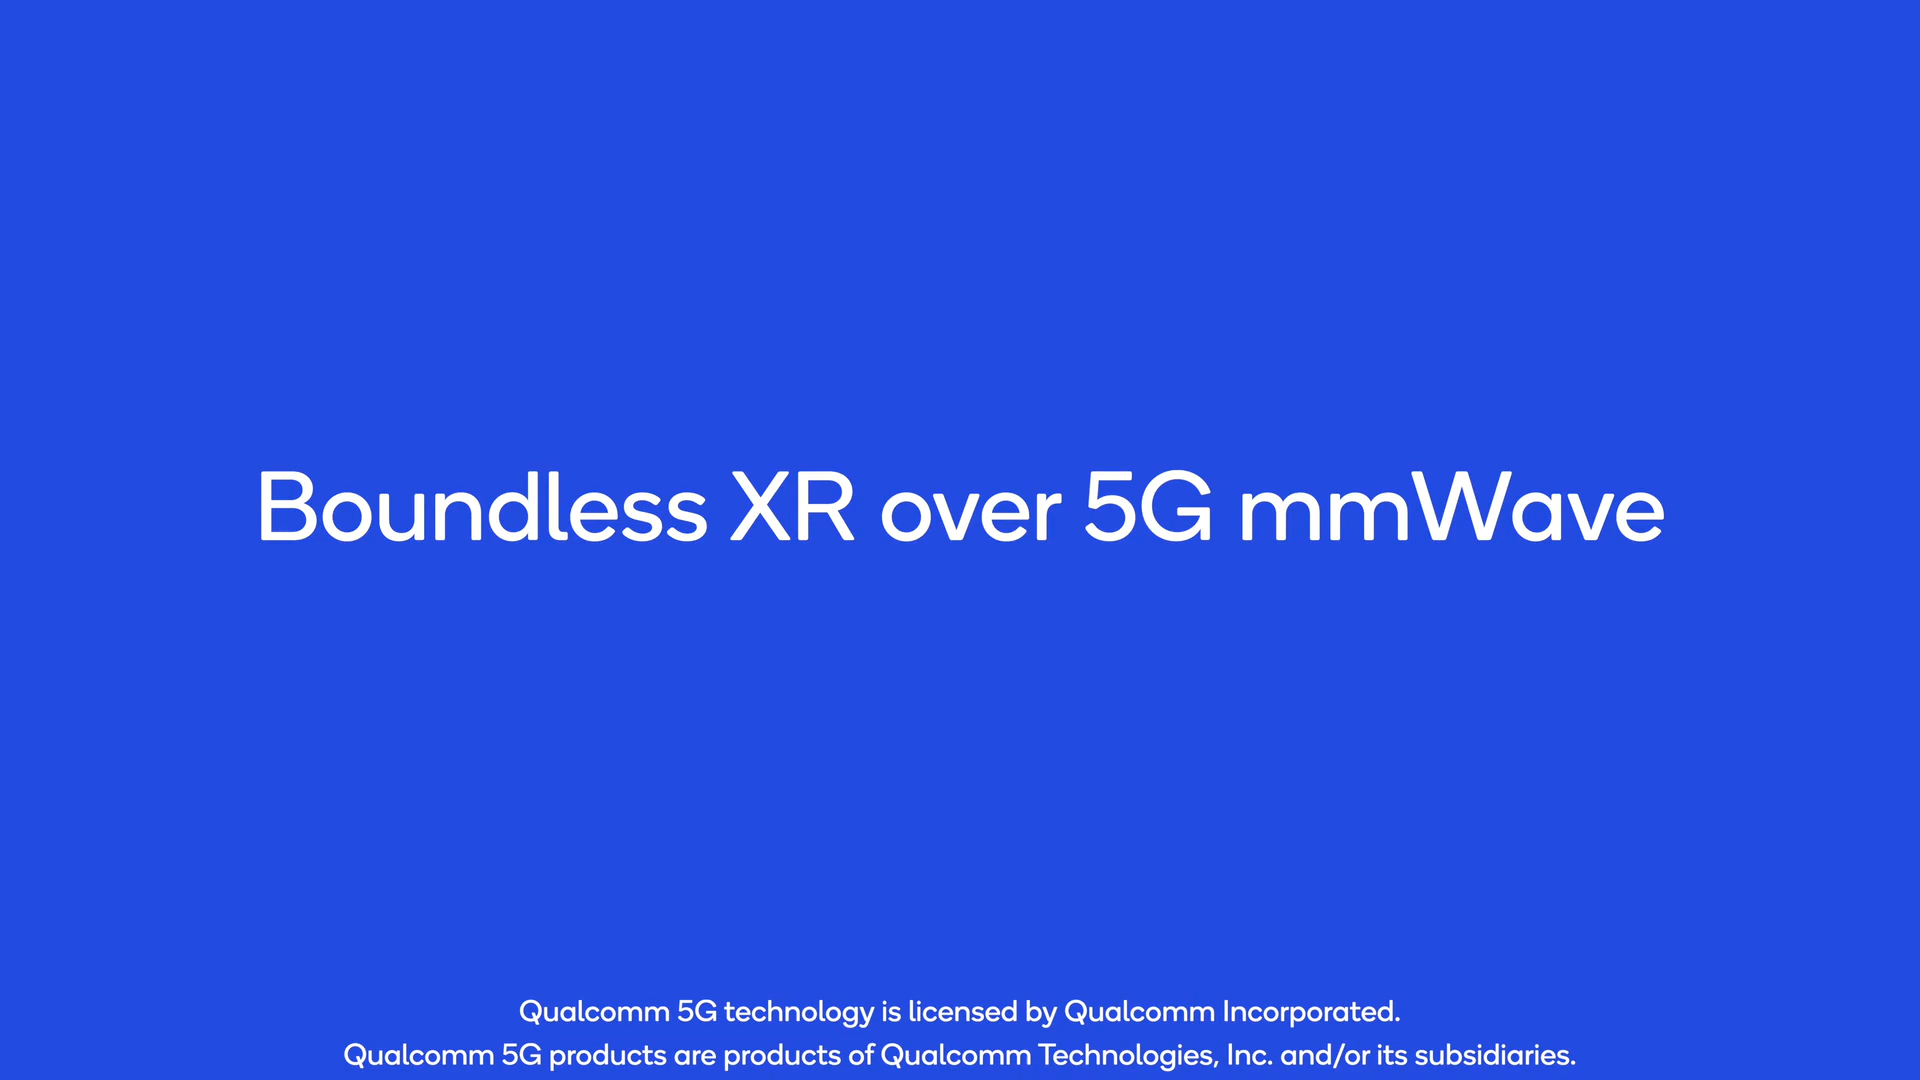 Boundless XR over 5G mmWave
Qualcomm 5G technology is licensed by Qualcomm Incorporated.
Qualcomm 5G products are products of Qualcomm Technologies, Inc. and/or its subsidiaries.